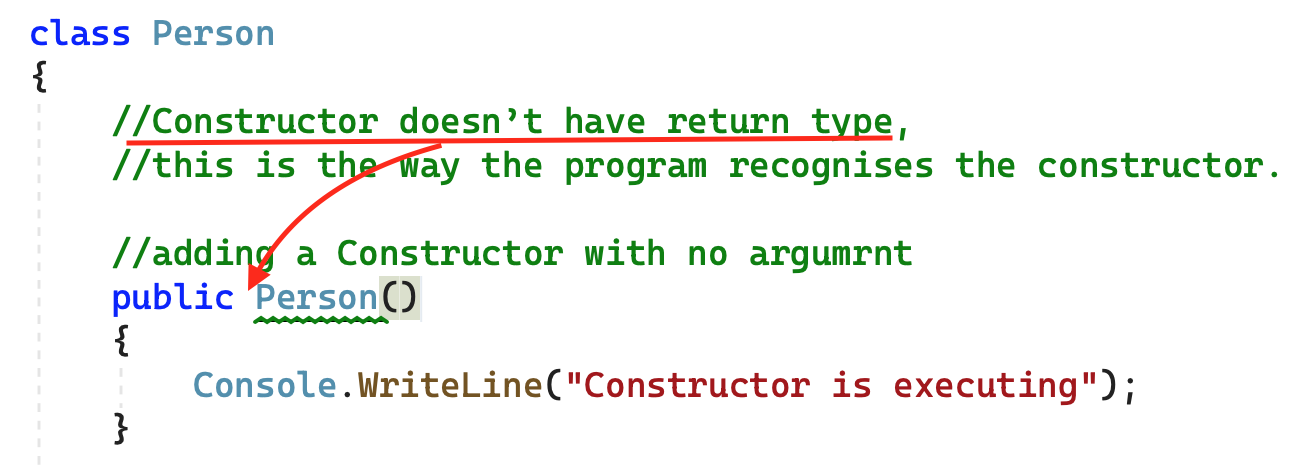 class Person
{
//Constructor doesn’t have return type,
//this is the way the program recognises the constructor.
//adding a Constructor with no argumrnt
public Person()
{
Console.WriteLine("Constructor is executing");
}